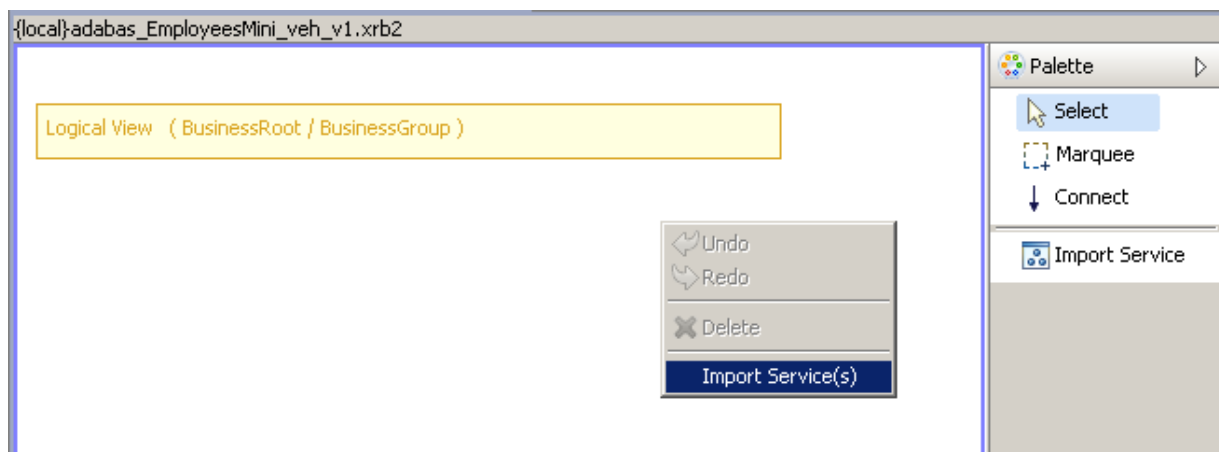 {local}adabas_EmployeesMini_veh_v1.xrb2
Logical View ( BusinessRoot / BusinessGroup )
Undo
Redo
Delete
Import Service(s)
Palette
Select
Marquee
Connect
Import Service